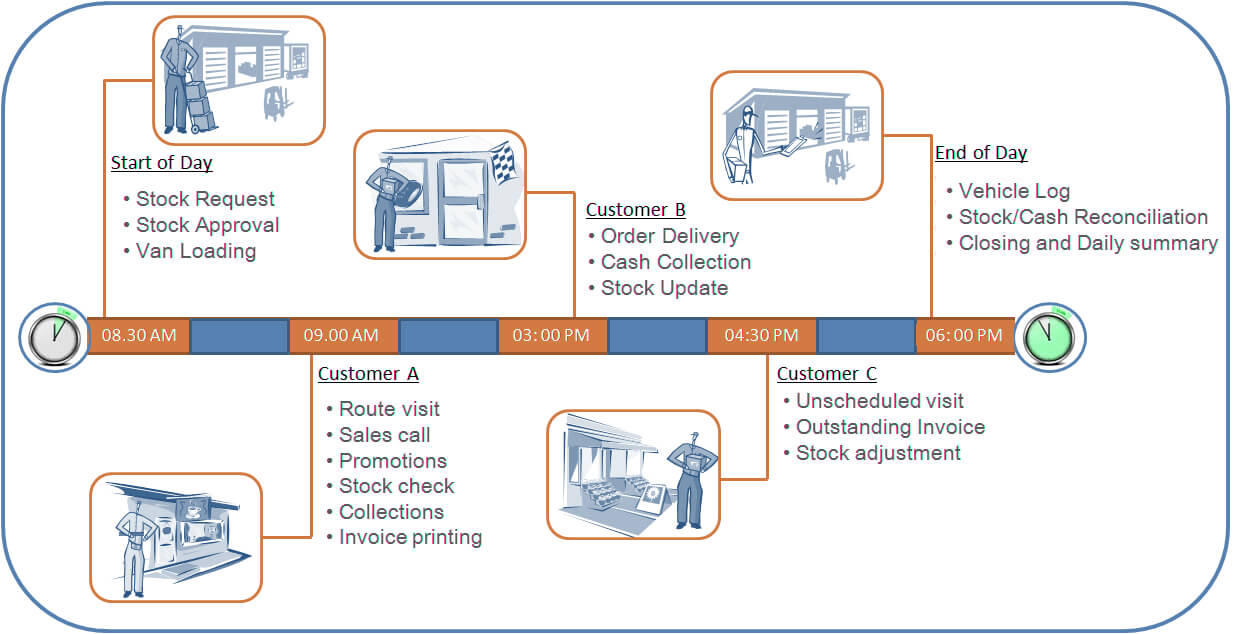 Start of Day
• Stock Request
• Stock Approval
• Van Loading
Customer B
• Order Delivery
• Cash Collection
• Stock Update
End of Day
• Vehicle Log
• Stock/Cash Reconciliation
• Closing and Daily summary
08.30 AM
09.00 AM
03:00 PM
04:30 PM
06:00 PM
Customer A
• Route visit
• Sales call
• Promotions
• Stock check
• Collections
• Invoice printing
Customer C
• Unscheduled visit
• Outstanding Invoice
• Stock adjustment